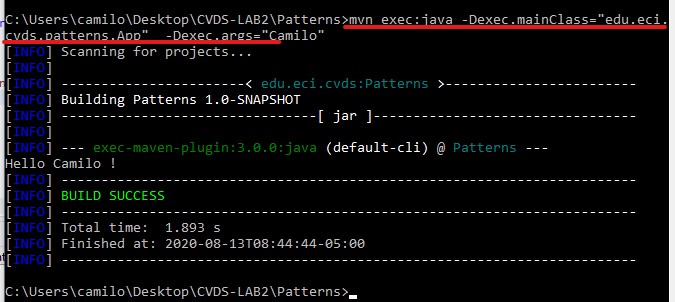 C:\Users\camilo\Desktop\CVDS-LAB2\Patterns>mvn exec:java -Dexec.mainClass="edu.eci.
cvds.patterns.App"  -Dexec.args="Camilo"
[INFO] Scanning for projects...
[INFO]
[INFO] -----------------------< edu.eci.cvds:Patterns >------------------------
[INFO] Building Patterns 1.0-SNAPSHOT
[INFO] --------------------------------[ jar ]---------------------------------
[INFO]
[INFO] --- exec-maven-plugin:3.0.0:java (default-cli) @ Patterns ---
Hello Camilo !
[INFO] ------------------------------------------------------------------------
[INFO] BUILD SUCCESS
[INFO] ------------------------------------------------------------------------
[INFO] Total time:  1.893 s
[INFO] Finished at: 2020-08-13T08:44:44-05:00
[INFO] ------------------------------------------------------------------------
C:\Users\camilo\Desktop\CVDS-LAB2\Patterns>